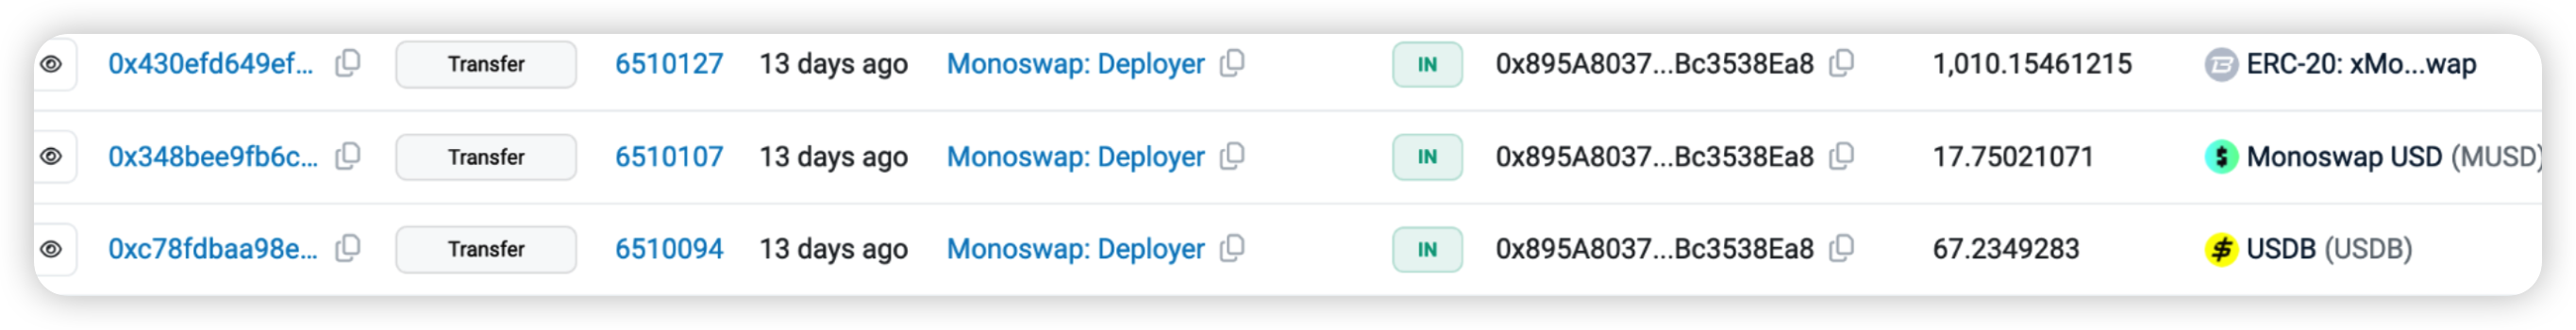 0x430efd649ef... Transfer 6510127 13 days ago Monoswap: Deployer IN 0x895A8037...Bc3538Ea8 1,010.15461215 ERC-20: xMo...wap
0x348bee9fb6c... Transfer 6510107 13 days ago Monoswap: Deployer IN 0x895A8037...Bc3538Ea8 17.75021071 $ Monoswap USD (MUSD)
0xc78fdbaa98e... Transfer 6510094 13 days ago Monoswap: Deployer IN 0x895A8037...Bc3538Ea8 67.2349283 USDB (USDB)